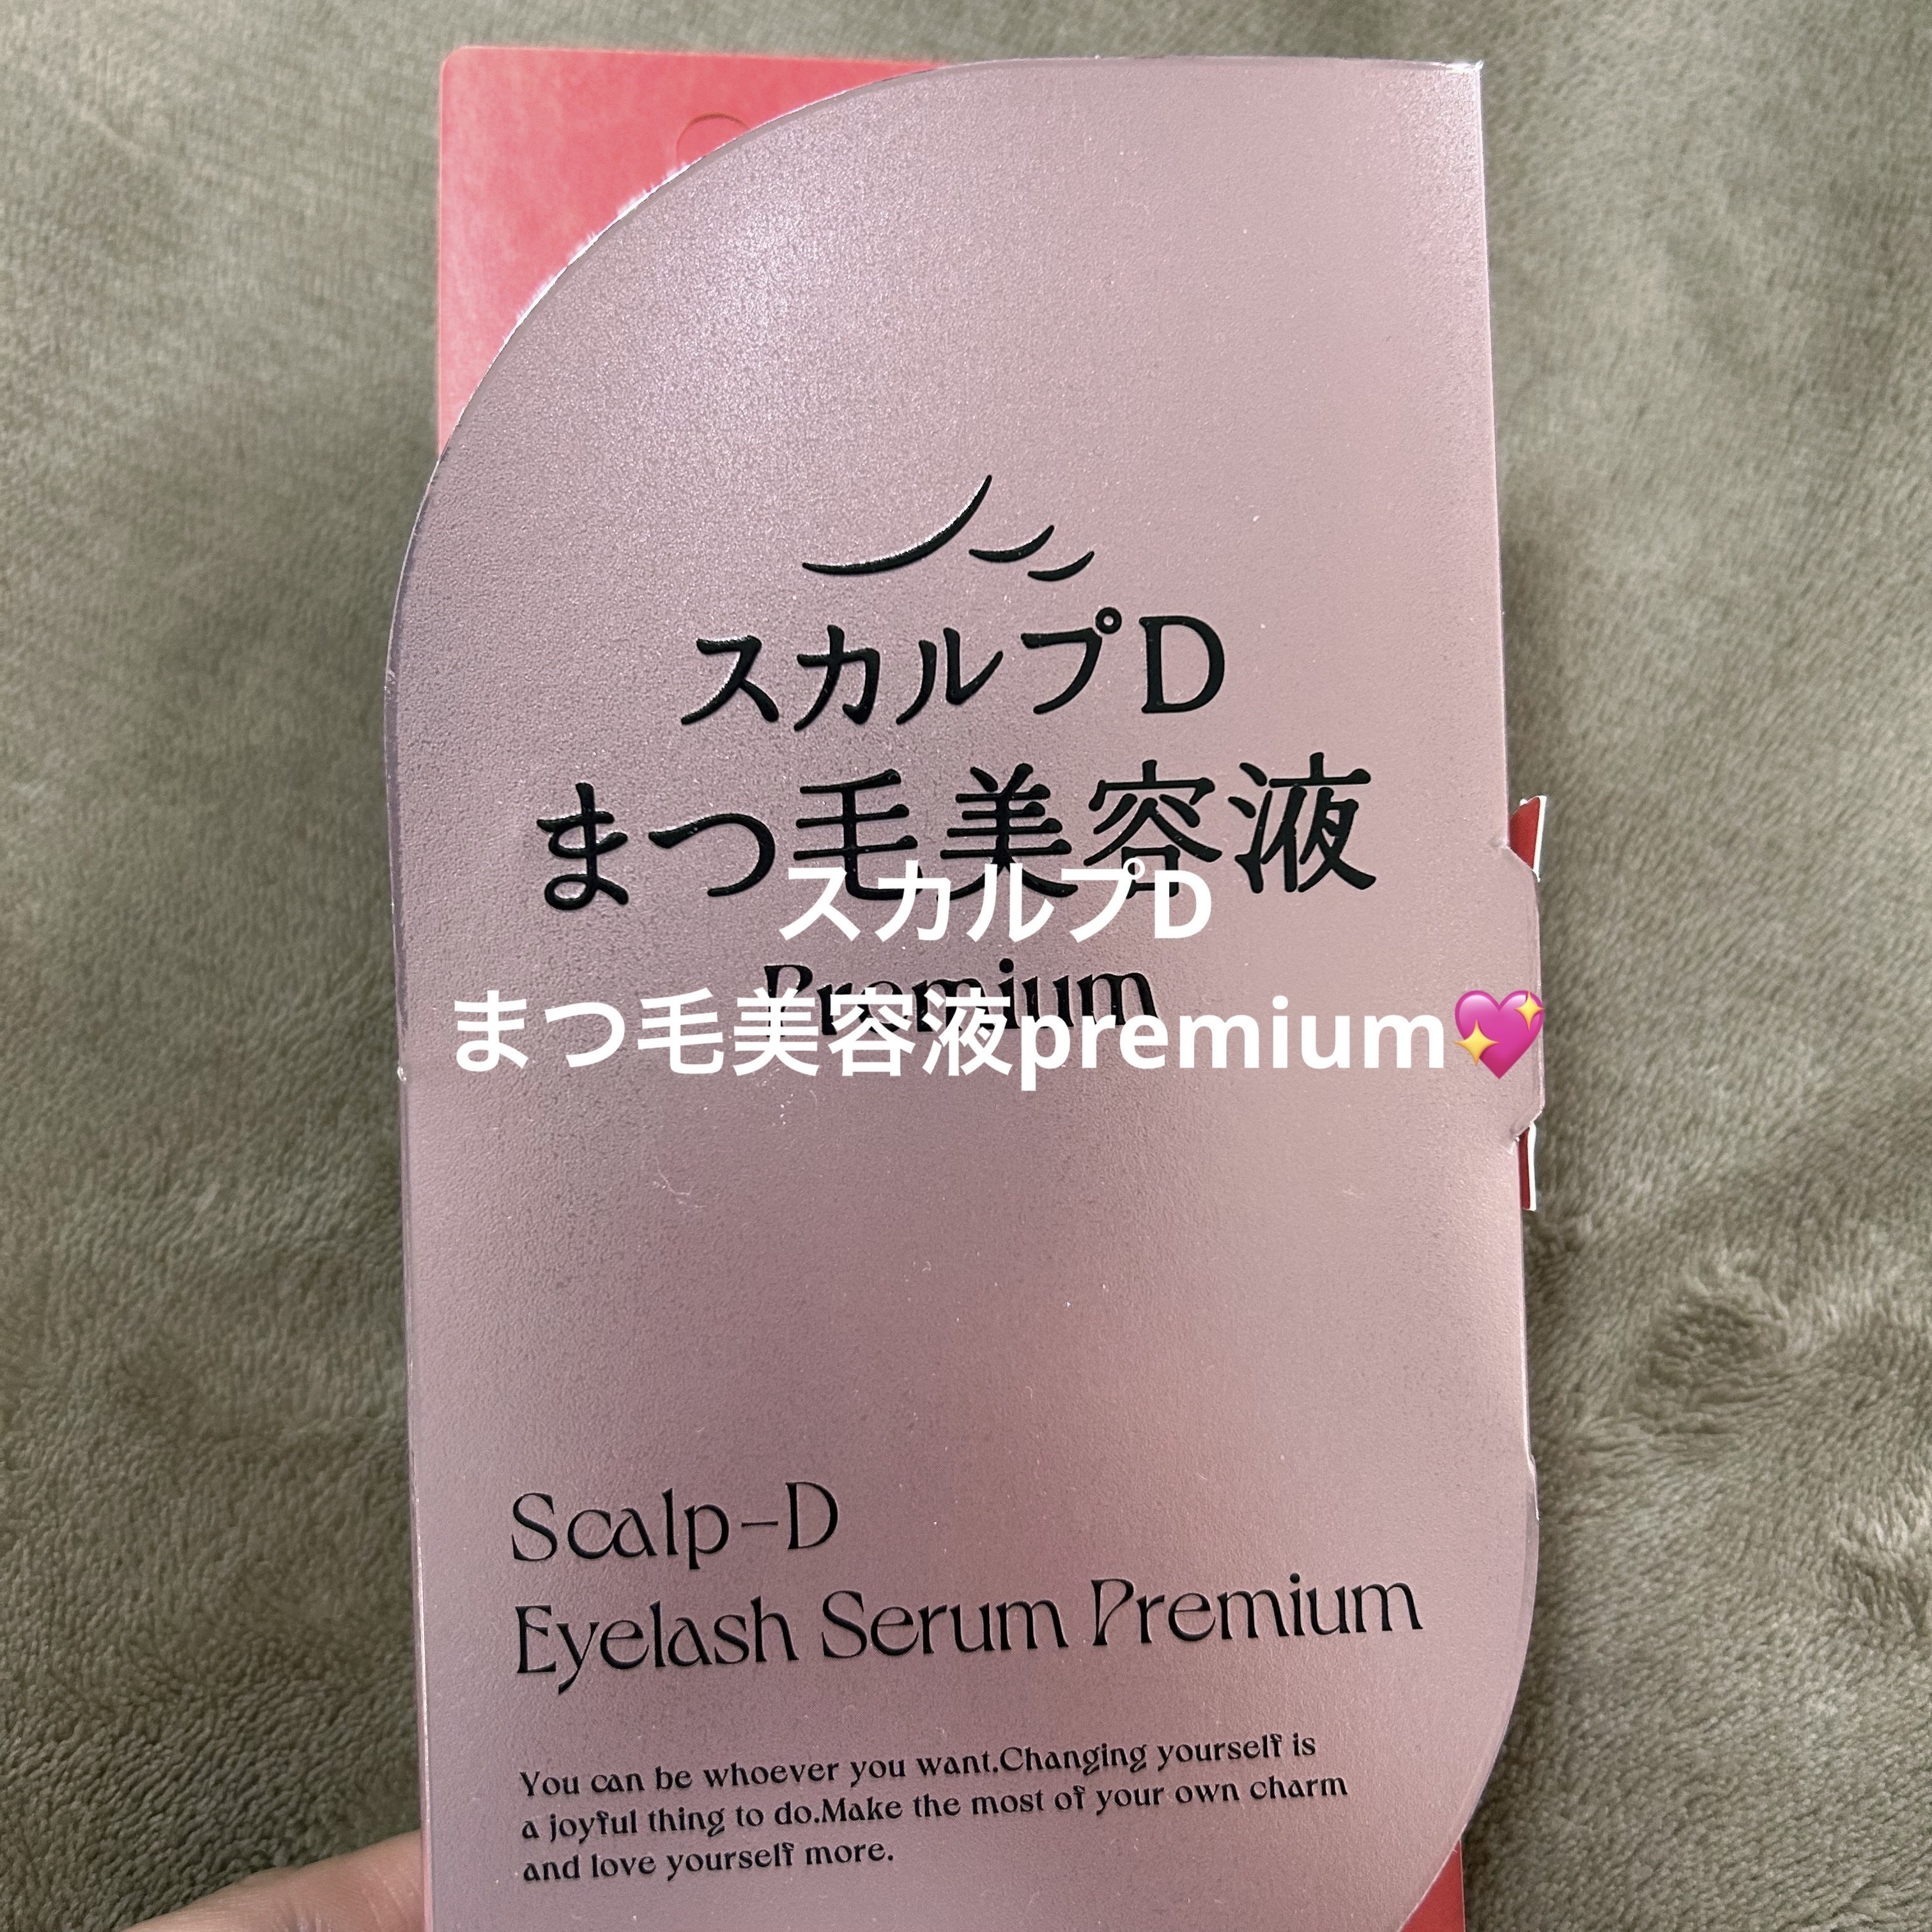 スカルプD
まつ毛美容液
スカルプD
Premium
まつ毛美容液premium💖
Scalp-D
Eyelash Serum Premium
You can be whoever you want.Changing yourself is
a joyful thing to do.Make the most of your own charm
and love yourself more.